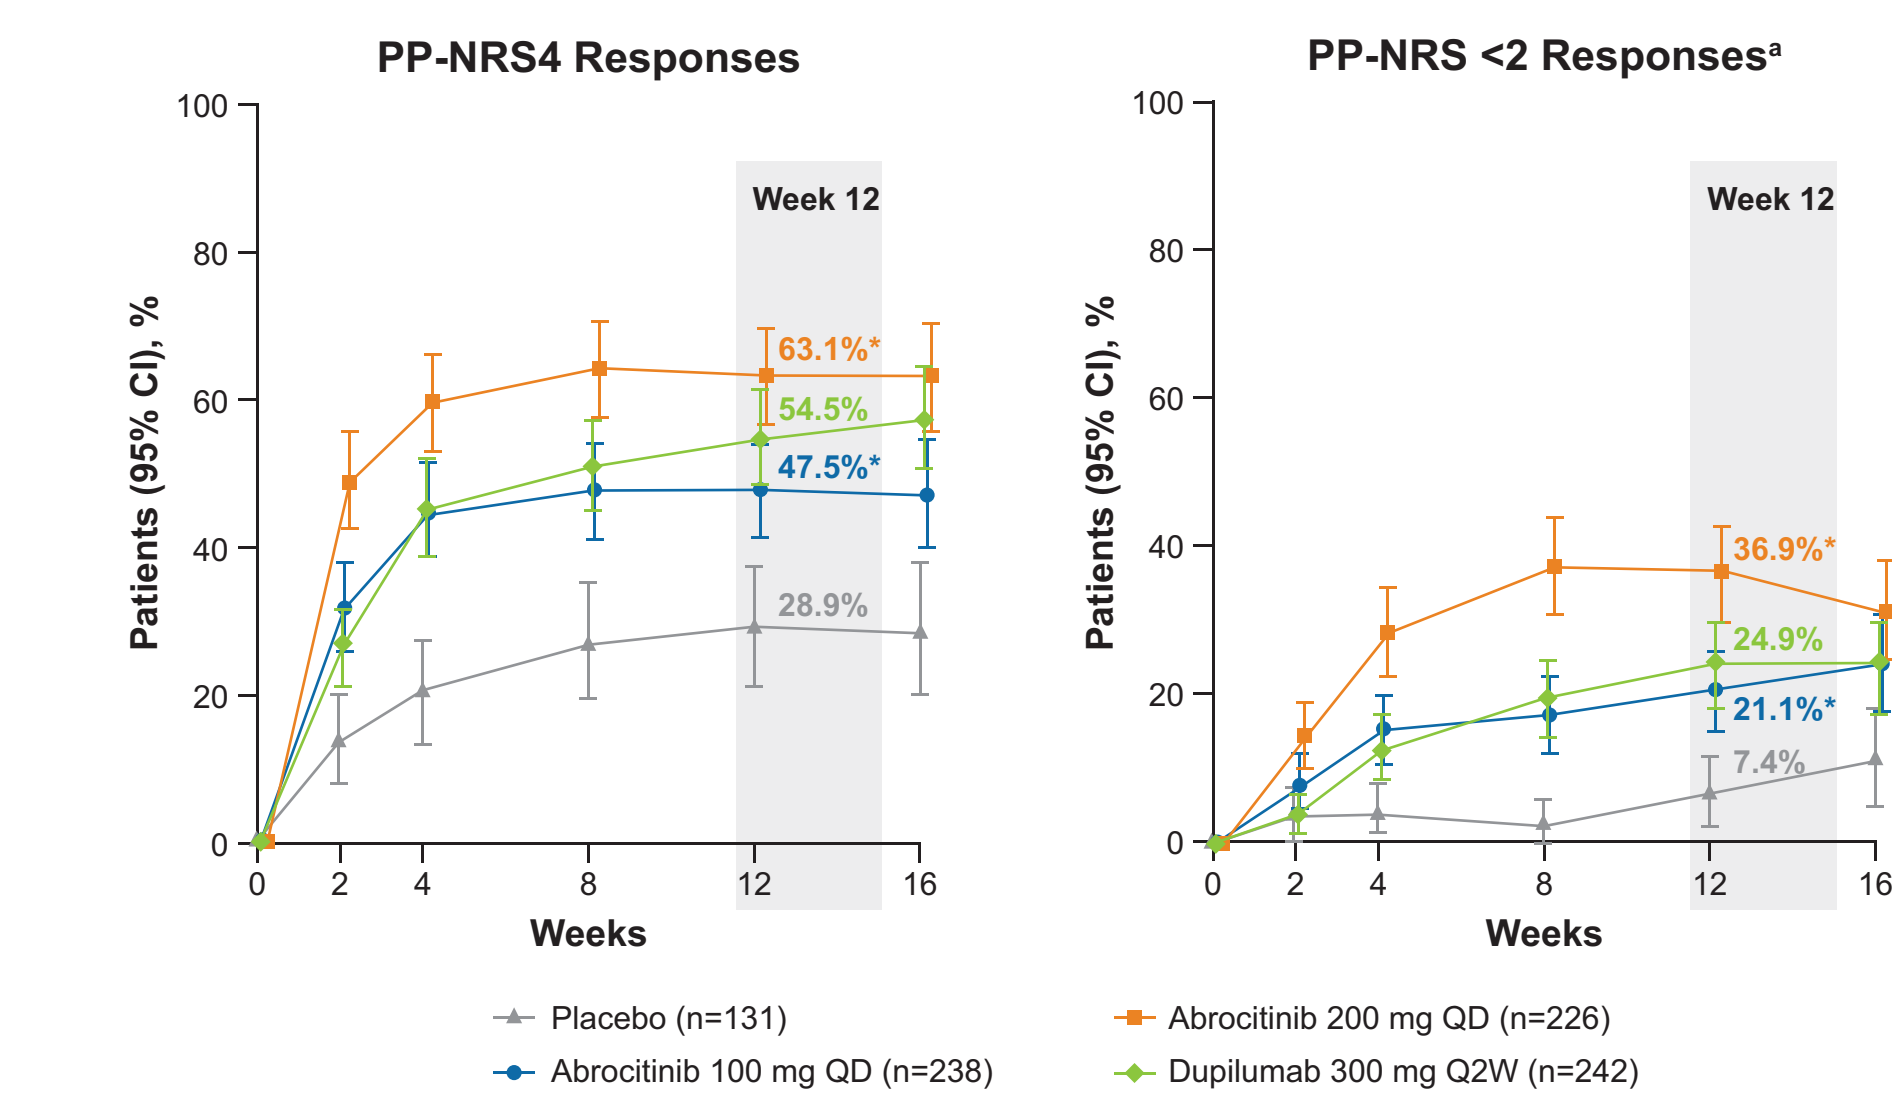 PP-NRS4 Responses
Patients (95% CI), %
100
80
60
40
20
0
Week 12
63.1%*
54.5%
47.5%*
28.9%
0 2 4 8 12 16
Weeks
PP-NRS <2 Responsesᵃ
Patients (95% CI), %
100
80
60
40
20
0
Week 12
36.9%*
24.9%
21.1%*
7.4%
0 2 4 8 12 16
Weeks
Placebo (n=131)
Abrocitinib 200 mg QD (n=226)
Abrocitinib 100 mg QD (n=238)
Dupilumab 300 mg Q2W (n=242)